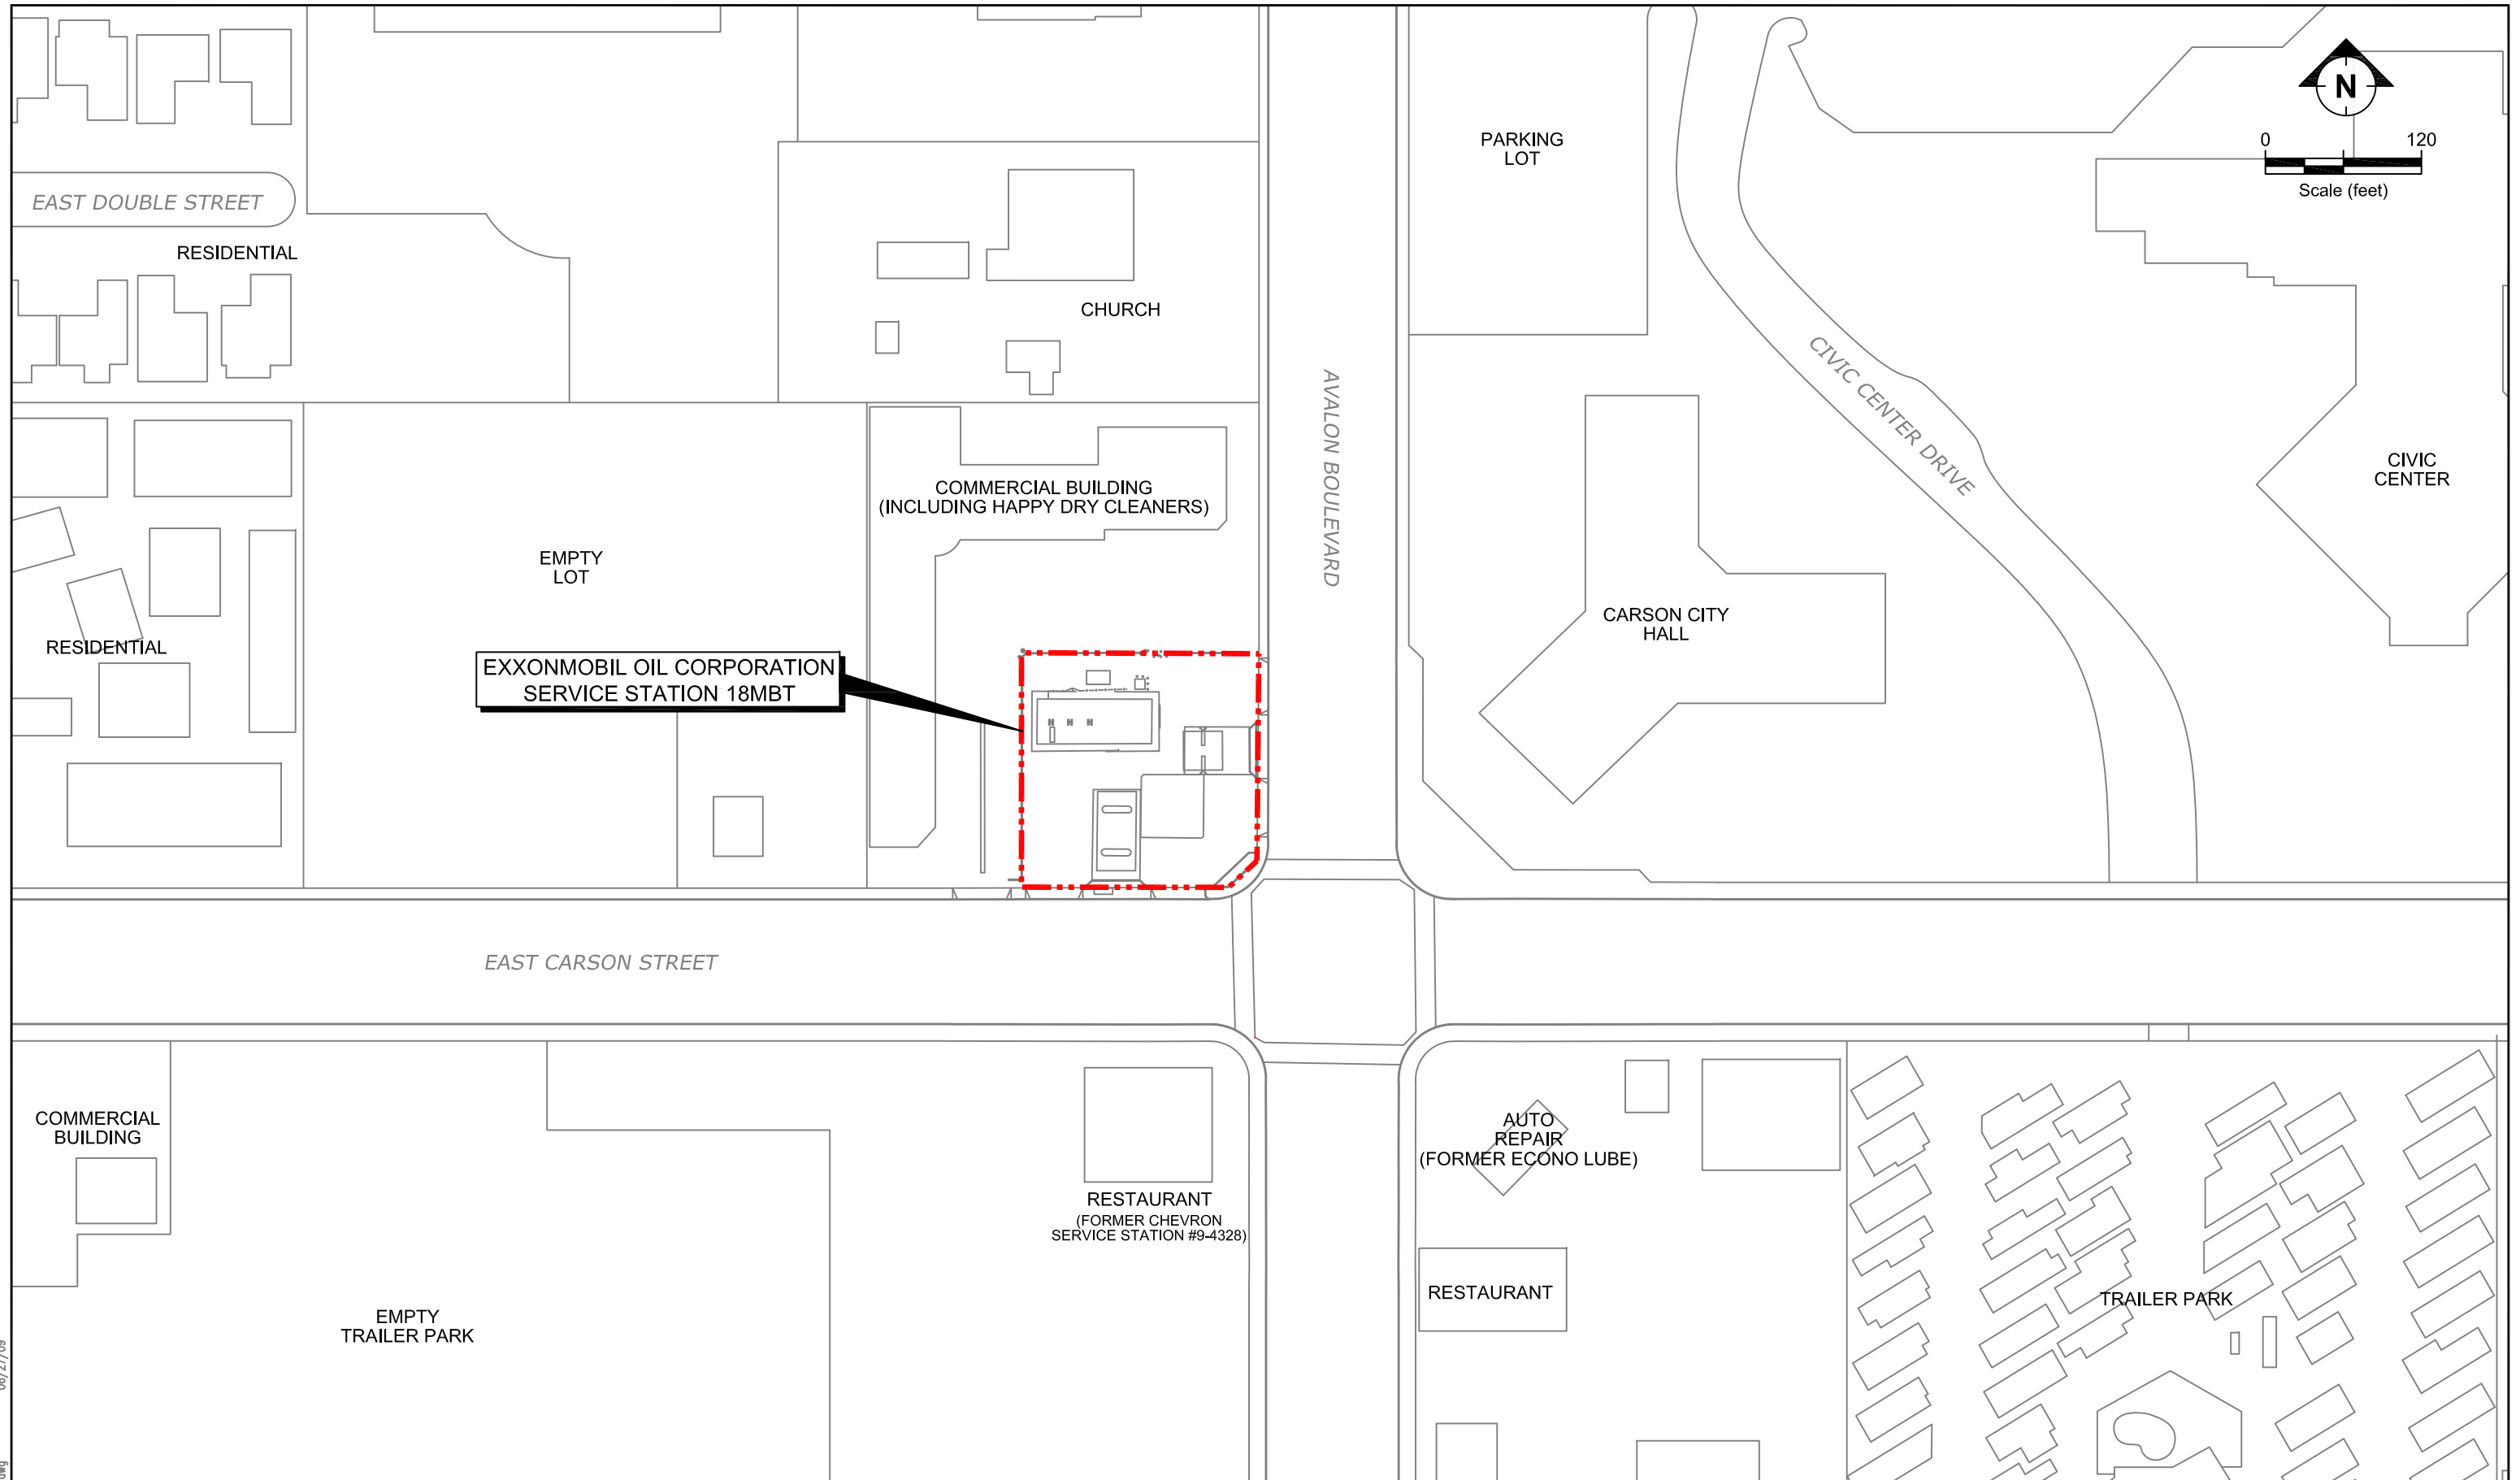 N
0 120
Scale (feet)
PARKING
LOT
EAST DOUBLE STREET
RESIDENTIAL
CHURCH
CIVIC CENTER DRIVE
AVALON BOULEVARD
CIVIC
CENTER
COMMERCIAL BUILDING
(INCLUDING HAPPY DRY CLEANERS)
EMPTY
LOT
CARSON CITY
HALL
RESIDENTIAL
EXXONMOBIL OIL CORPORATION
SERVICE STATION 18MBT
EAST CARSON STREET
COMMERCIAL
BUILDING
AUTO
REPAIR
(FORMER ECONO LUBE)
RESTAURANT
(FORMER CHEVRON
SERVICE STATION #9-4328)
RESTAURANT
TRAILER PARK
EMPTY
TRAILER PARK